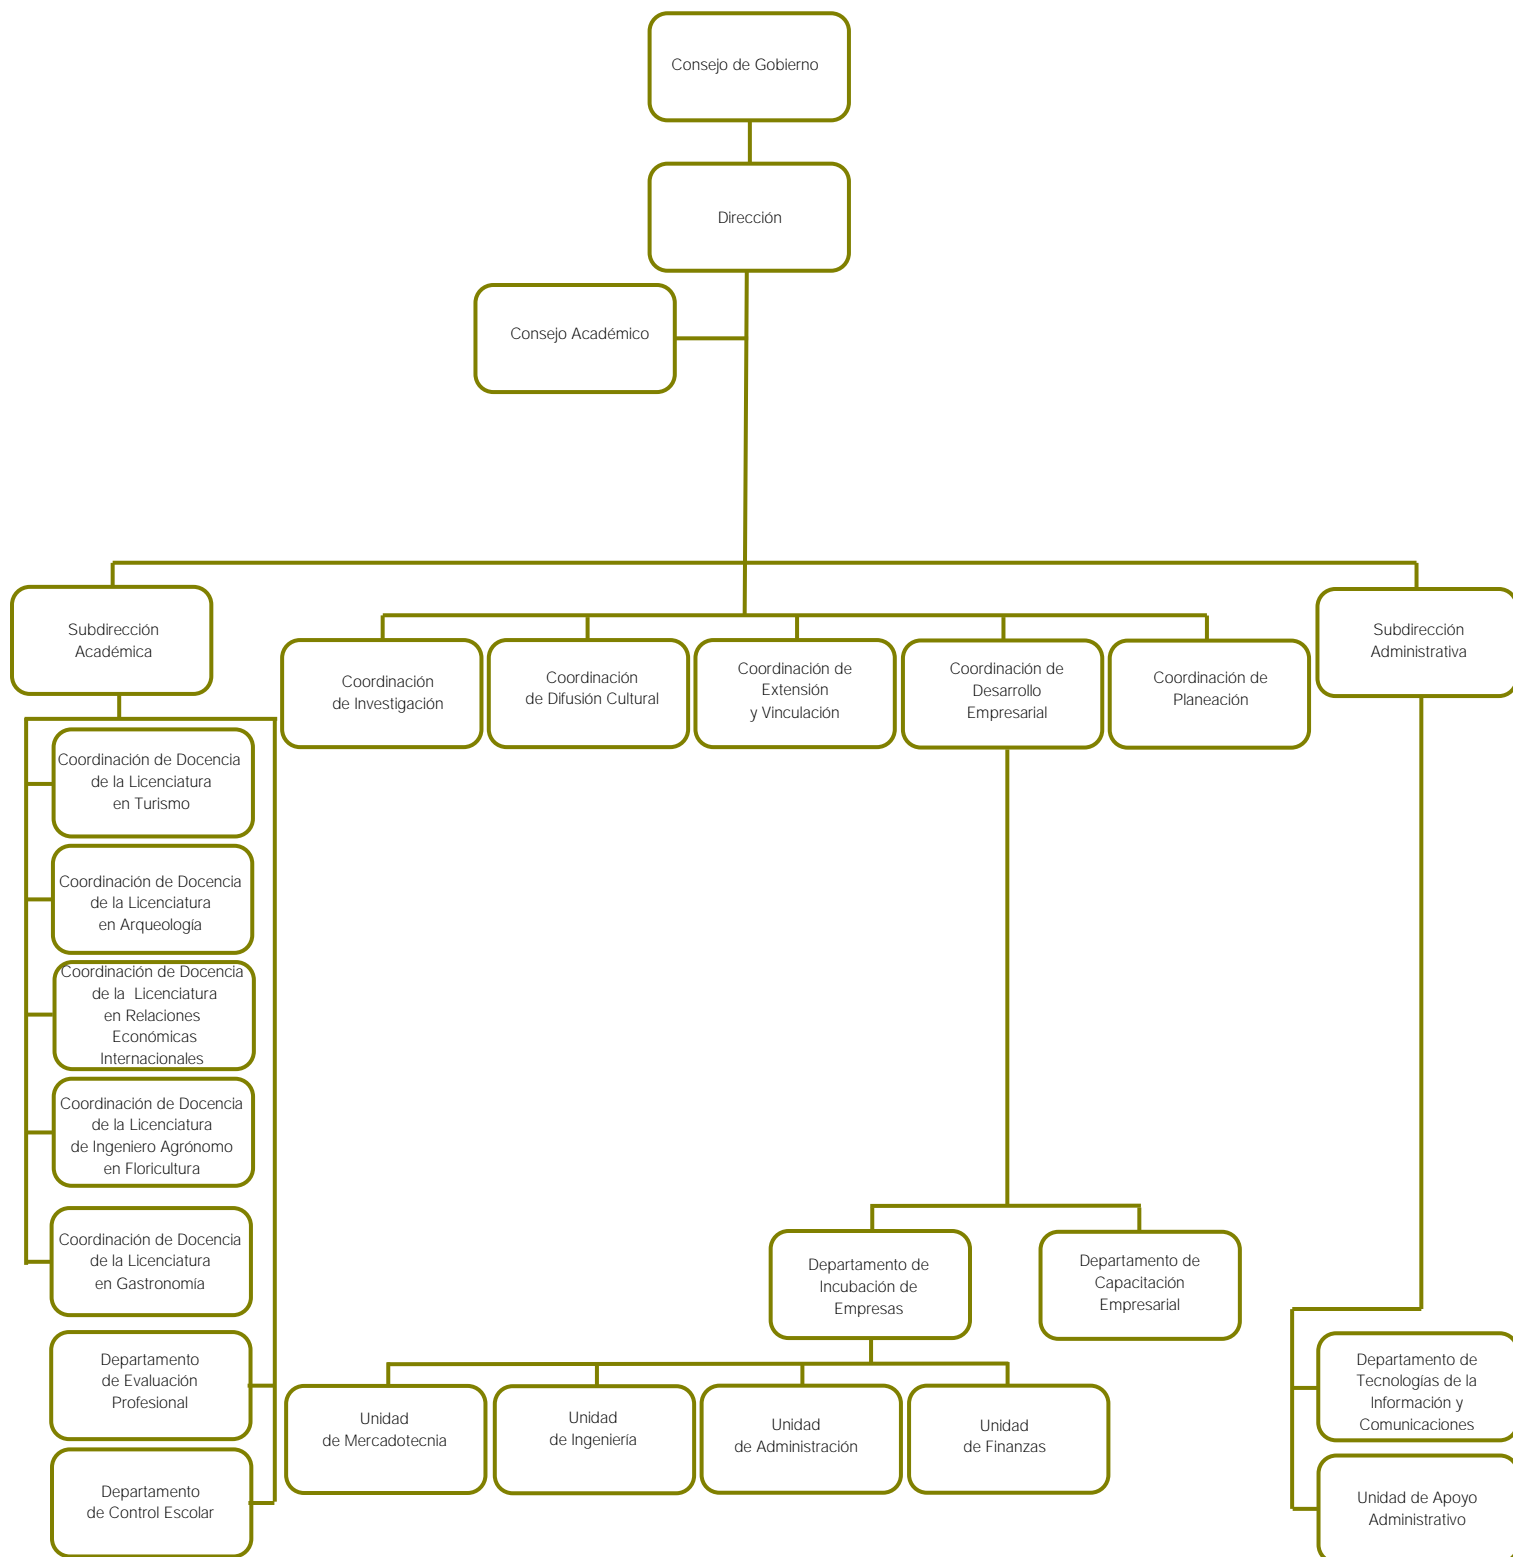 Consejo de Gobierno
Dirección
Consejo Académico
Subdirección
Académica
Subdirección
Administrativa
Coordinación
de Investigación
Coordinación
de Difusión Cultural
Coordinación de
Extensión
y Vinculación
Coordinación de
Desarrollo
Empresarial
Coordinación de
Planeación
Coordinación de Docencia
de la Licenciatura
en Turismo
Coordinación de Docencia
de la Licenciatura
en Arqueología
Coordinación de Docencia
de la Licenciatura
en Relaciones
Económicas
Internacionales
Coordinación de Docencia
de la Licenciatura
de Ingeniero Agrónomo
en Floricultura
Coordinación de Docencia
de la Licenciatura
en Gastronomía
Departamento
de Evaluación
Profesional
Departamento
de Control Escolar
Departamento de
Incubación de
Empresas
Departamento de
Capacitación
Empresarial
Unidad
de Mercadotecnia
Unidad
de Ingeniería
Unidad
de Administración
Unidad
de Finanzas
Departamento de
Tecnologías de la
Información y
Comunicaciones
Unidad de Apoyo
Administrativo